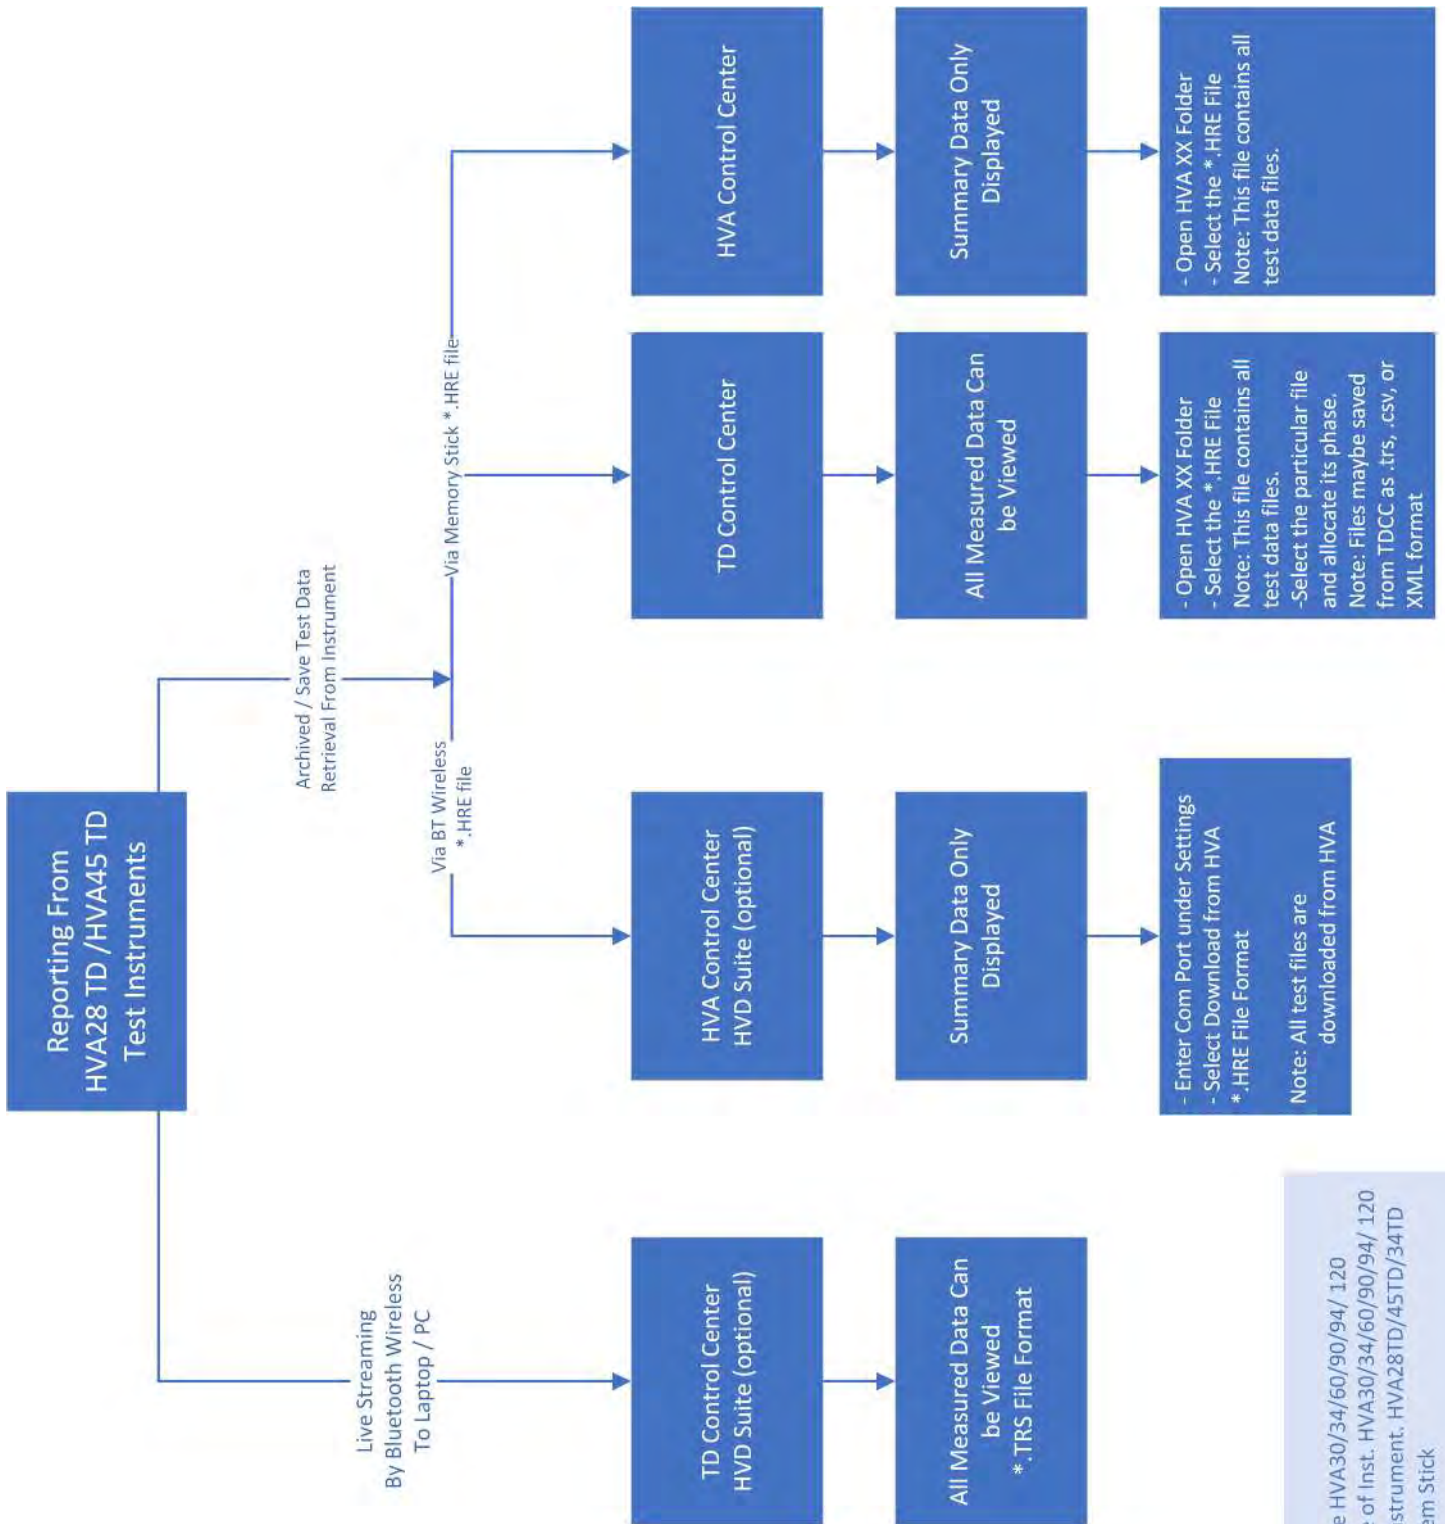 Reporting From
HVA28 TD /HVA45 TD
Test Instruments
Live Streaming
By Bluetooth Wireless
To Laptop / PC
Archived / Save Test Data
Retrieval From Instrument
Via BT Wireless
*.HRE file
Via Memory Stick *.HRE file
TD Control Center
HVD Suite (optional)
All Measured Data Can
be Viewed
*.TRS File Format
HVA Control Center
HVD Suite (optional)
Summary Data Only
Displayed
- Enter Com Port under Settings
- Select Download from HVA
*.HRE File Format
Note: All test files are
downloaded from HVA
TD Control Center
All Measured Data Can
be Viewed
- Open HVA XX Folder
- Select the *.HRE File
Note: This file contains all
test data files.
-Select the particular file
and allocate its phase.
Note: Files maybe saved
from TDCC as .trs, .csv, or
XML format
HVA Control Center
Summary Data Only
Displayed
- Open HVA XX Folder
- Select the *.HRE File
Note: This file contains all
test data files.
HVA30/34/60/90/94/ 120
of Inst. HVA30/34/60/90/94/ 120
HVA28TD/45TD/34TD
Stick